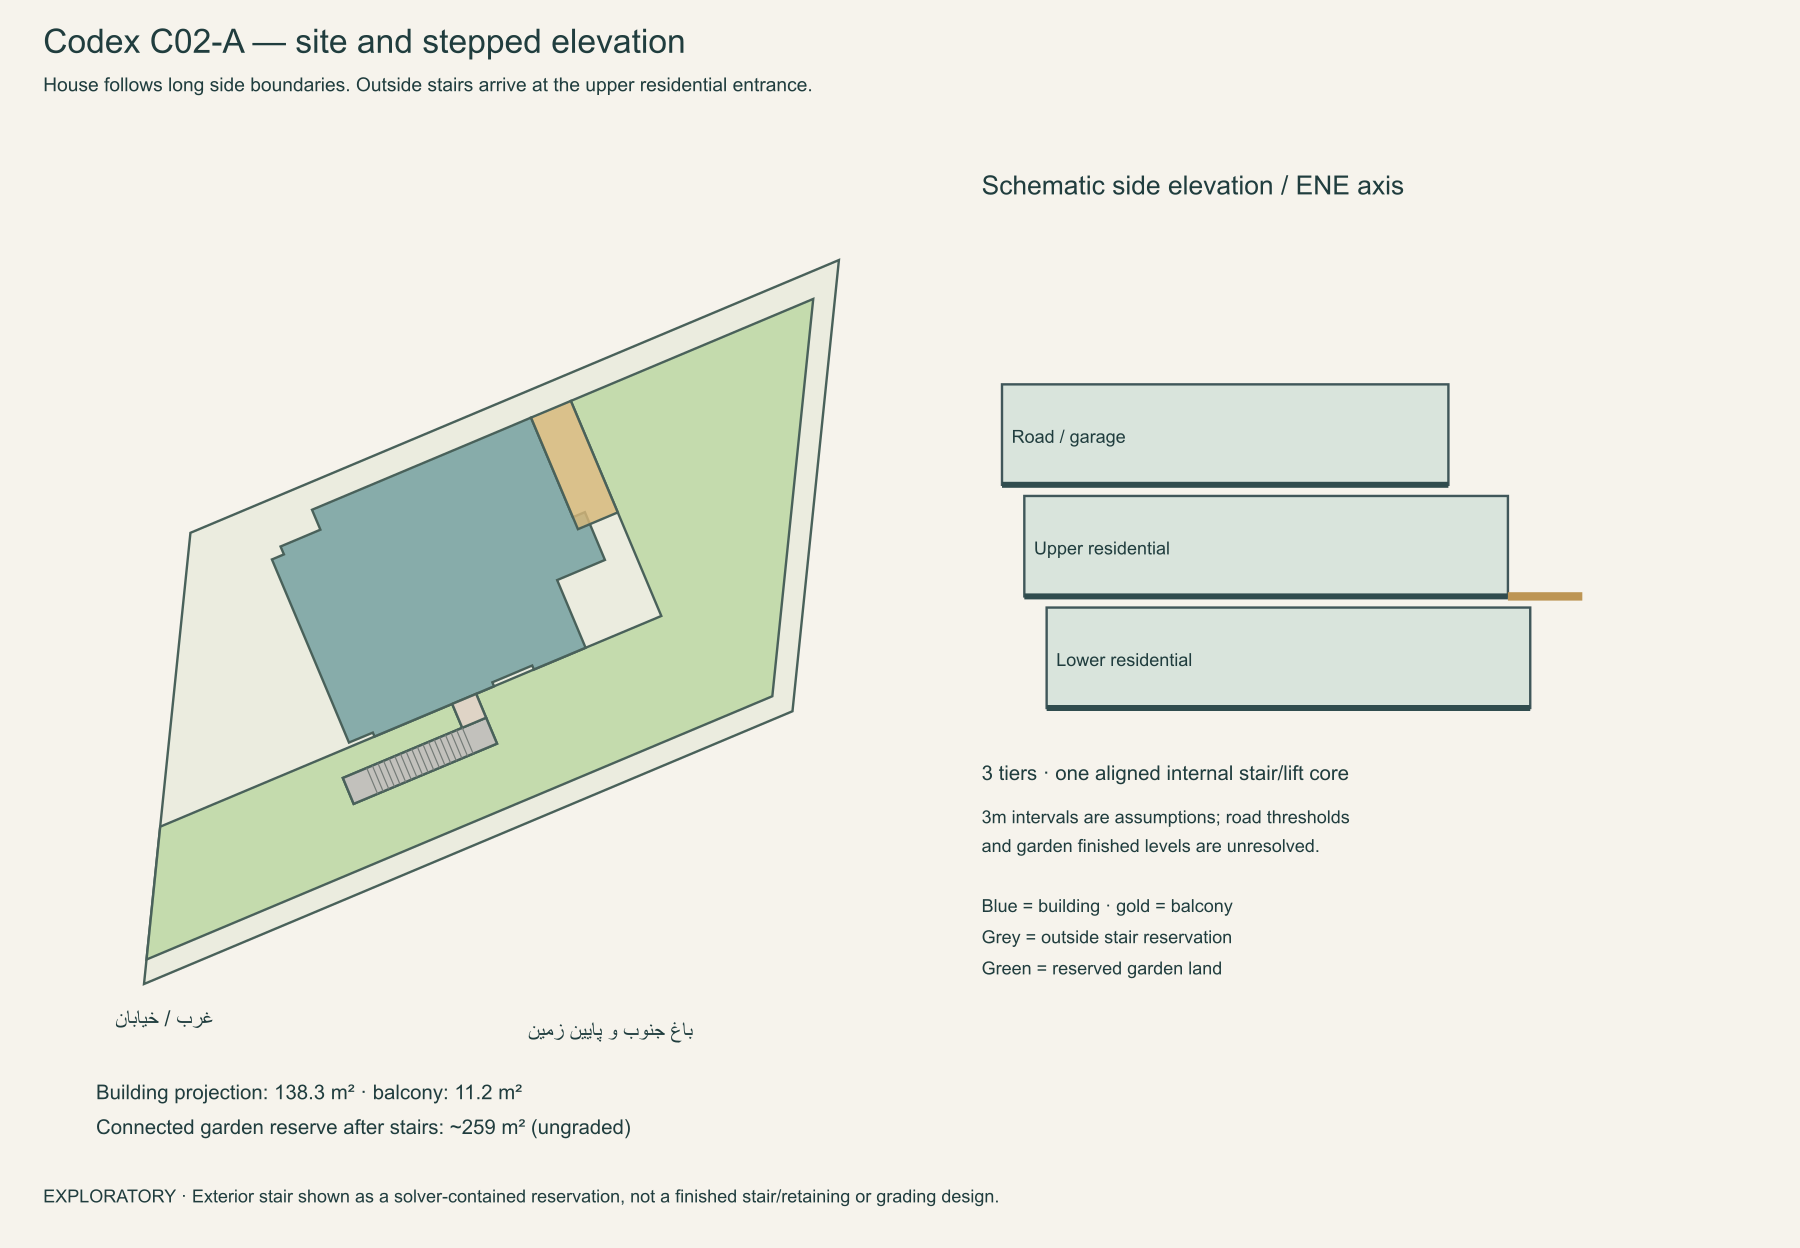 Codex C02-A — site and stepped elevation
House follows long side boundaries. Outside stairs arrive at the upper residential entrance.
Schematic side elevation / ENE axis
Road / garage
Upper residential
Lower residential
3 tiers · one aligned internal stair/lift core
3m intervals are assumptions; road thresholds
and garden finished levels are unresolved.
Blue = building · gold = balcony
Grey = outside stair reservation
Green = reserved garden land
غرب / خیابان
باغ جنوب و پایین زمین
Building projection: 138.3 m² · balcony: 11.2 m²
Connected garden reserve after stairs: ~259 m² (ungraded)
EXPLORATORY · Exterior stair shown as a solver-contained reservation, not a finished stair/retaining or grading design.